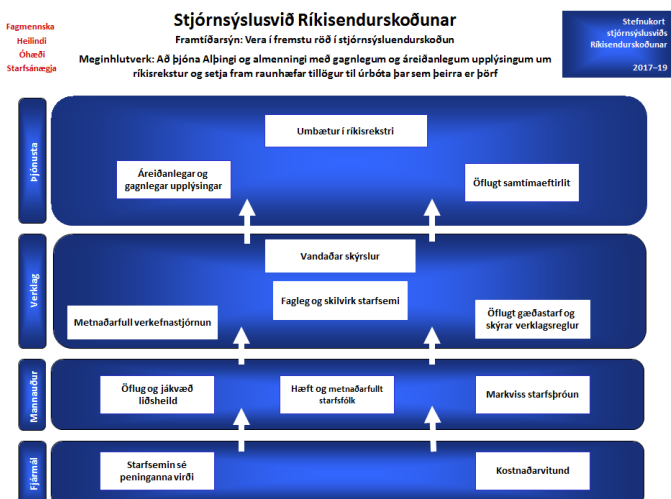 Fagmennska
Heilindi
Óhæði
Starfsánægja
Stjórnsýslusvið Ríkisendurskoðunar
Framtíðarsýn: Vera í fremstu röð í stjórnsýsluendurskoðun
Meginhlutverk: Að þjóna Alþingi og almenningi með gagnlegum og áreiðanlegum upplýsingum um
ríkisrekstur og setja fram raunhæfar tillögur til úrbóta þar sem þeirra er þörf
Stefnukort
stjórnsýslusviðs
Ríkisendurskoðunar
2017–19
Þjónusta
Umbætur í ríkisrekstri
Áreiðanlegar og
gagnlegar upplýsingar
Öflugt samtímaeftirlit
Verklag
Vandaðar skýrslur
Fagleg og skilvirk starfsemi
Metnaðarfull verkefnastjórnun
Öflugt gæðastarf og
skýrar verklagsreglur
Mannauður
Öflug og jákvæð
liðsheild
Hæft og metnaðarfullt
starfsfólk
Markviss starfsþróun
Fjármál
Starfsemin sé
peninganna virði
Kostnaðarvitund